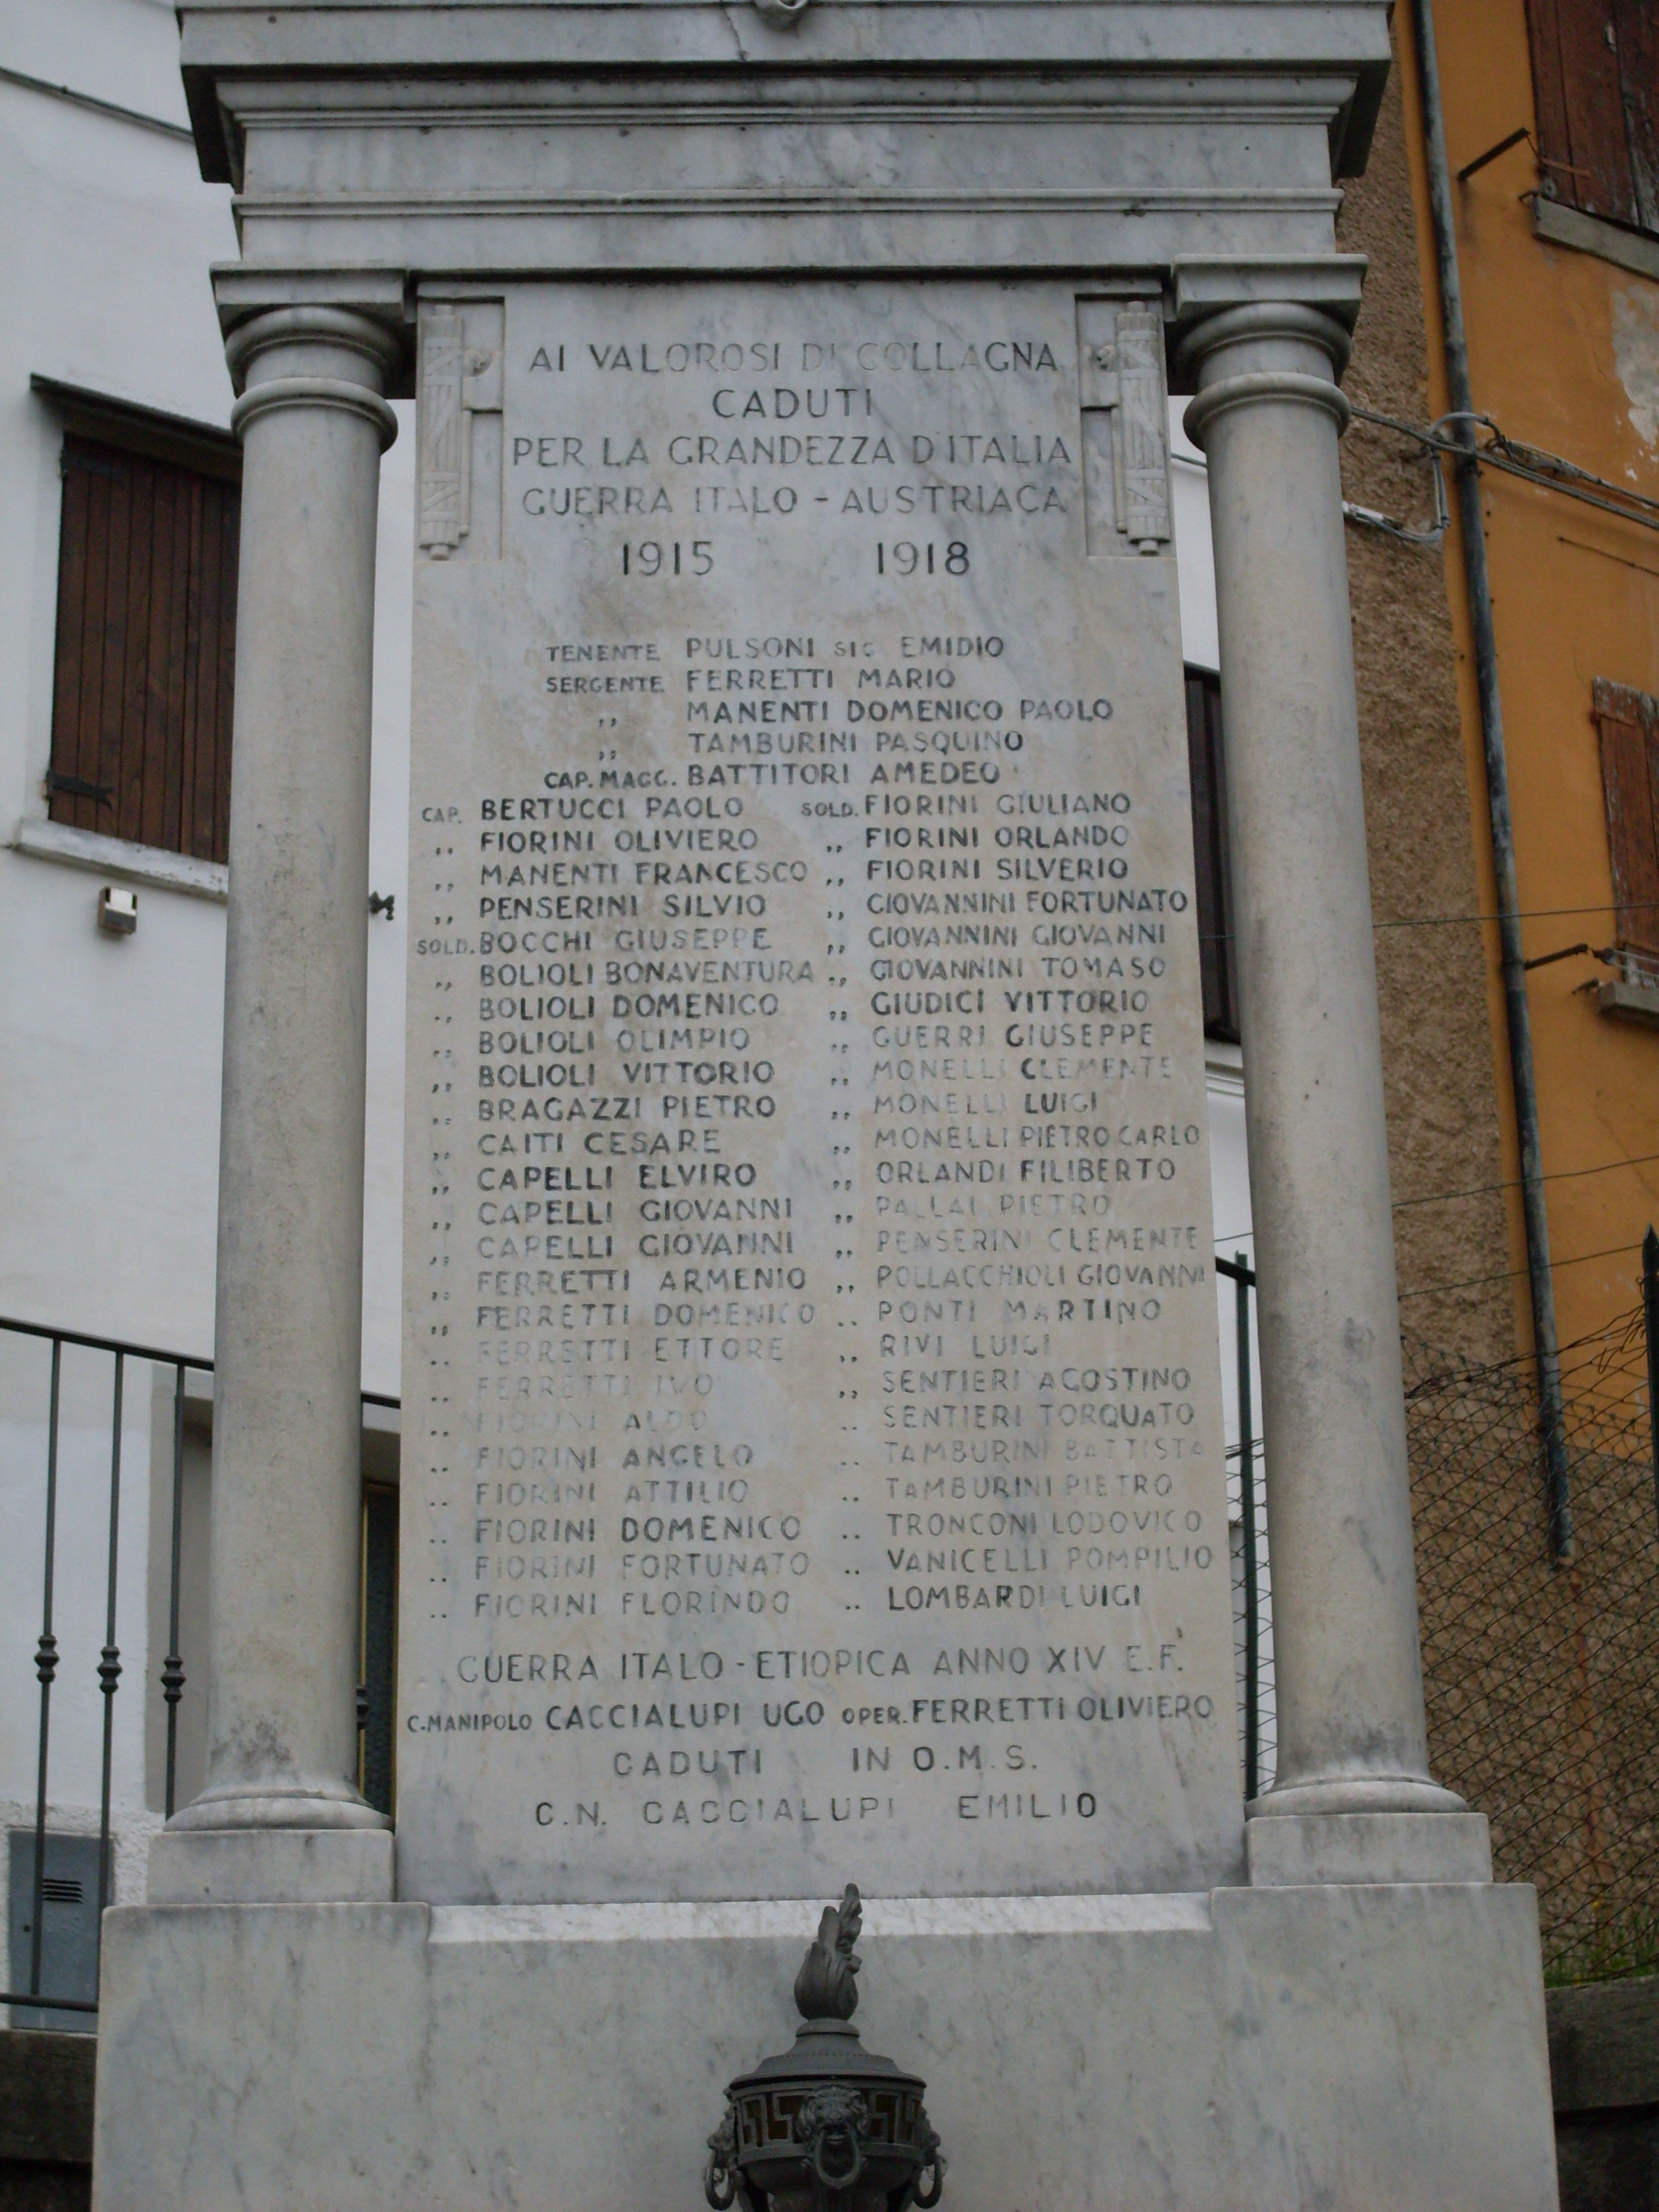 AI VALOROSI DI COLLAGNA
CADUTI
PER LA GRANDEZZA D'ITALIA
GUERRA ITALO - AUSTRIACA
1915 1918
TENENTE PULSONI SIG EMIDIO
SERGENTE FERRETTI MARIO
,, MANENTI DOMENICO PAOLO
,, TAMBURINI PASQUINO
CAP. MAGG. BATTITORI AMEDEO
CAP. BERTUCCI PAOLO
,, FIORINI OLIVIERO
,, MANENTI FRANCESCO
,, PENSERINI SILVIO
SOLD. BOCCHI GIUSEPPE
,, BOLIOLI BONAVENTURA
,, BOLIOLI DOMENICO
,, BOLIOLI OLIMPIO
,, BOLIOLI VITTORIO
,, BRAGAZZI PIETRO
,, CAITI CESARE
,, CAPELLI ELVIRO
,, CAPELLI GIOVANNI
,, CAPELLI GIOVANNI
,, FERRETTI ARMENIO
,, FERRETTI DOMENICO
,, FERRETTI ETTORE
,, FERRETTI IVO
,, FIORINI ALDO
,, FIORINI ANGELO
,, FIORINI ATTILIO
,, FIORINI DOMENICO
,, FIORINI FORTUNATO
,, FIORINI FLORINDO
SOLD. FIORINI GIULIANO
,, FIORINI ORLANDO
,, FIORINI SILVERIO
,, GIOVANNINI FORTUNATO
,, GIOVANNINI GIOVANNI
,, GIOVANNINI TOMASO
,, GIUDICI VITTORIO
,, GUERRI GIUSEPPE
,, MONELLI CLEMENTE
,, MONELLI LUIGI
,, MONELLI PIETRO CARLO
,, ORLANDI FILIBERTO
,, PALLAI PIETRO
,, PENSERINI CLEMENTE
,, POLLACCHIOLI GIOVANNI
,, PONTI MARTINO
,, RIVI LUIGI
,, SENTIERI AGOSTINO
,, SENTIERI TORQUATO
,, TAMBURINI BATTISTA
,, TAMBURINI PIETRO
,, TRONCONI LODOVICO
,, VANICELLI POMPILIO
,, LOMBARDI LUIGI
GUERRA ITALO - ETIOPICA ANNO XIV E.F.
C. MANIPOLO CACCIALUPI UGO OPER. FERRETTI OLIVIERO
CADUTI IN O.M.S.
C.N. CACCIALUPI EMILIO